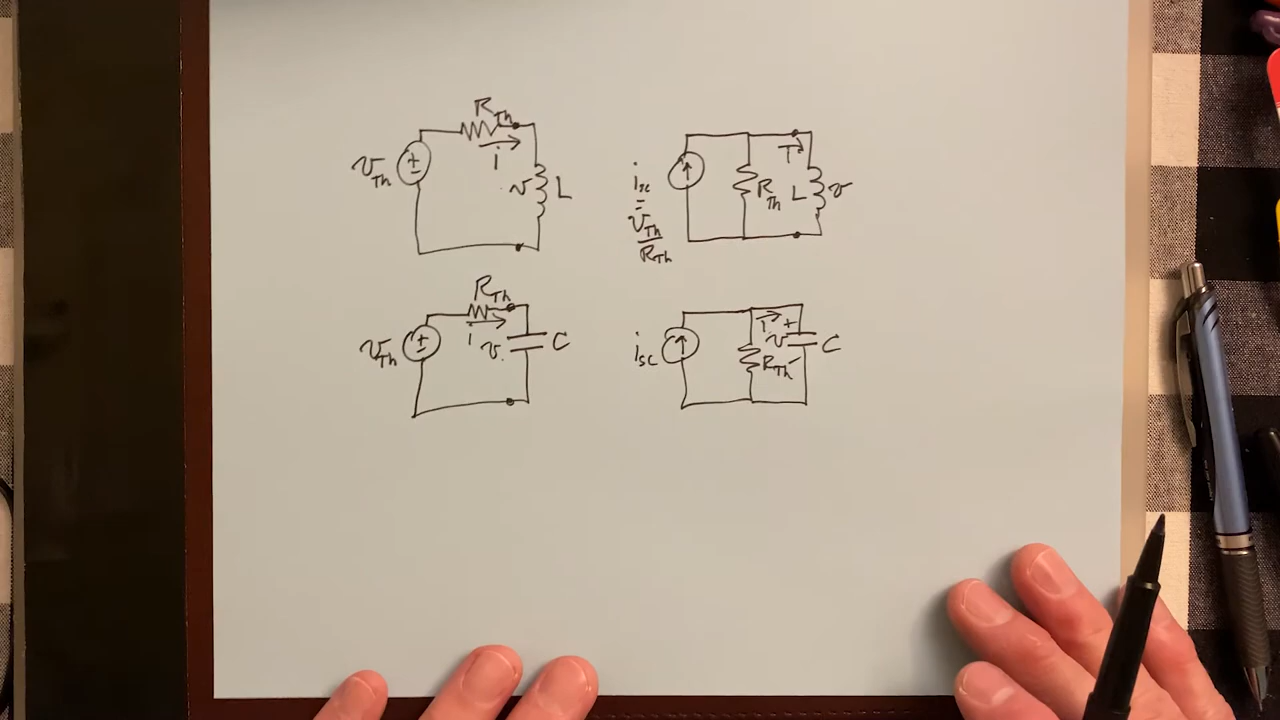 R_Th
v_Th
i
v
L
i_sc
=
v_Th
R_Th
R_Th
L
v
R_Th
v_Th
i
v
C
i_sc
R_Th
+
v
-
C